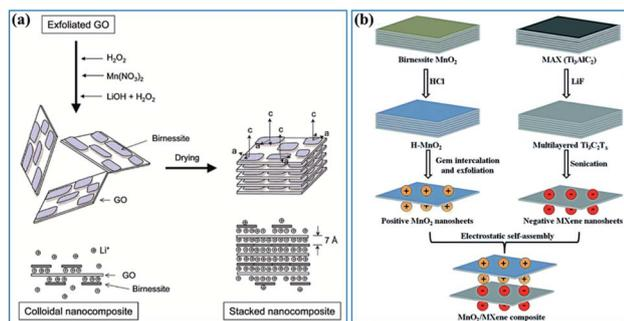 (a)
Exfoliated GO
H₂O₂
Mn(NO₃)₂
LiOH + H₂O₂
Birnessite
GO
Drying
c
c
c
c
a
a
a
a
Li⁺
GO
Birnessite
7 Å
Colloidal nanocomposite
Stacked nanocomposite
(b)
Birnessite MnO₂
MAX (Ti₃AlC₂)
HCl
LiF
H-MnO₂
Multilayered Ti₃C₂Tₓ
Gem intercalation
and exfoliation
Sonication
Positive MnO₂ nanosheets
Negative MXene nanosheets
Electrostatic self-assembly
MnO₂/MXene composite